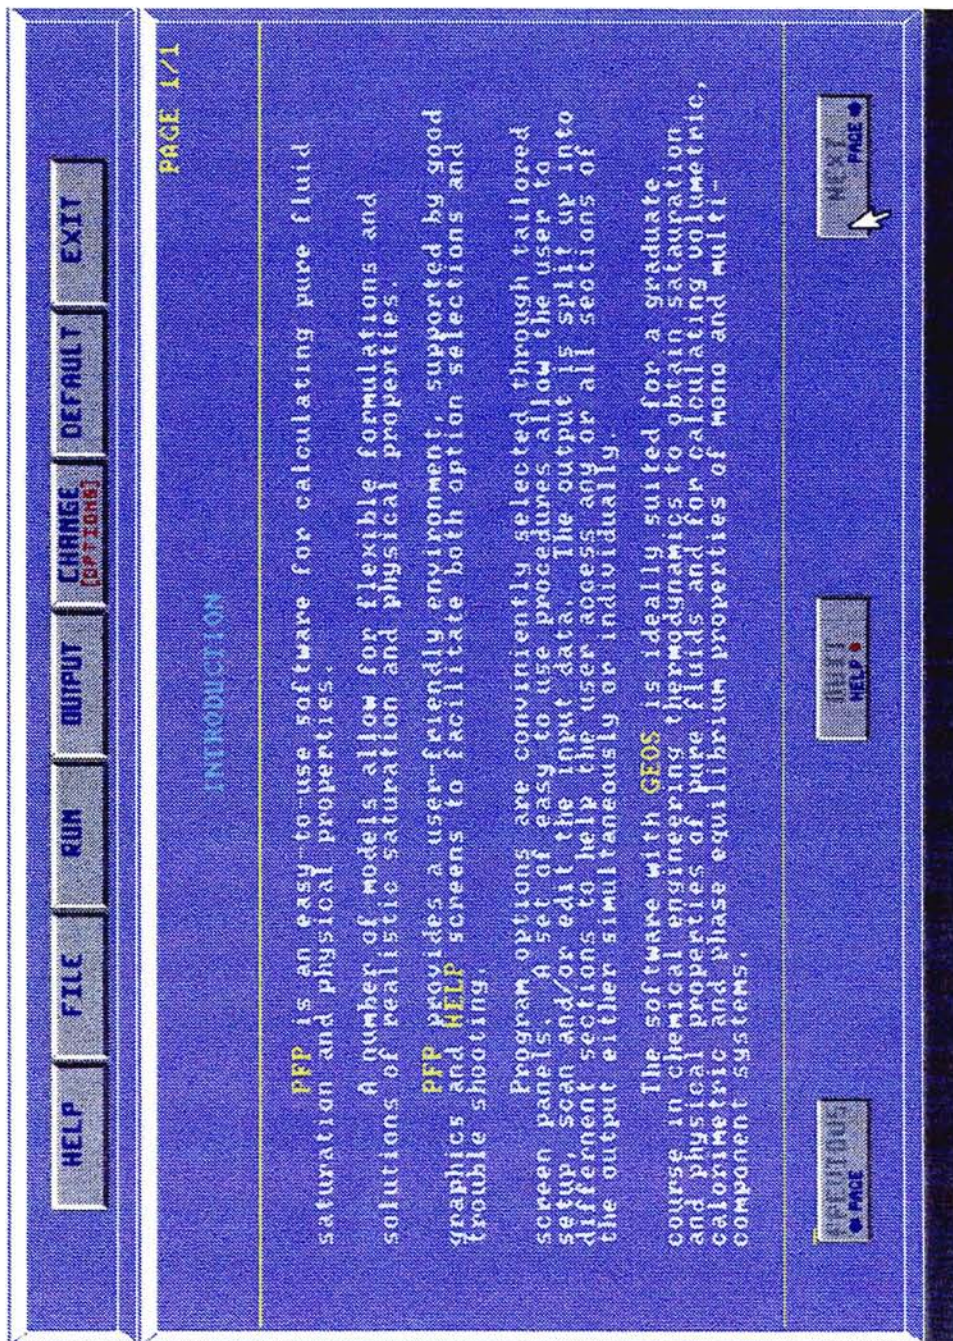 HELP FILE RUN OUTPUT CHANGE DEFAULT EXIT
[OPTIONS]
PAGE 1/1
INTRODUCTION
PFP is an easy-to-use software for calculating pure fluid
saturation and physical properties.
A number of models allow for flexible formulations and
solutions of realistic saturation and physical properties.
PFP provides a user-friendly environment, supported by good
graphics and HELP screens to facilitate both option selections and
trouble shooting.
Program options are conviniently selected through tailored
screen panels. A set of easy to use procedures allow the user to
setup, scan and/or edit the input data. The output is split up into
different sections to help the user access any or all sections of
the output either simultaneously or individually.
The software with GEOS is ideally suited for a graduate
course in chemical engineering thermodynamics to obtain satauration
and physical properties of pure fluids and for calculating volumetric,
calorimetric and phase equilibrium properties of mono and multi-
component systems.
PREVIOUS QUIT NEXT
PAGE HELP PAGE